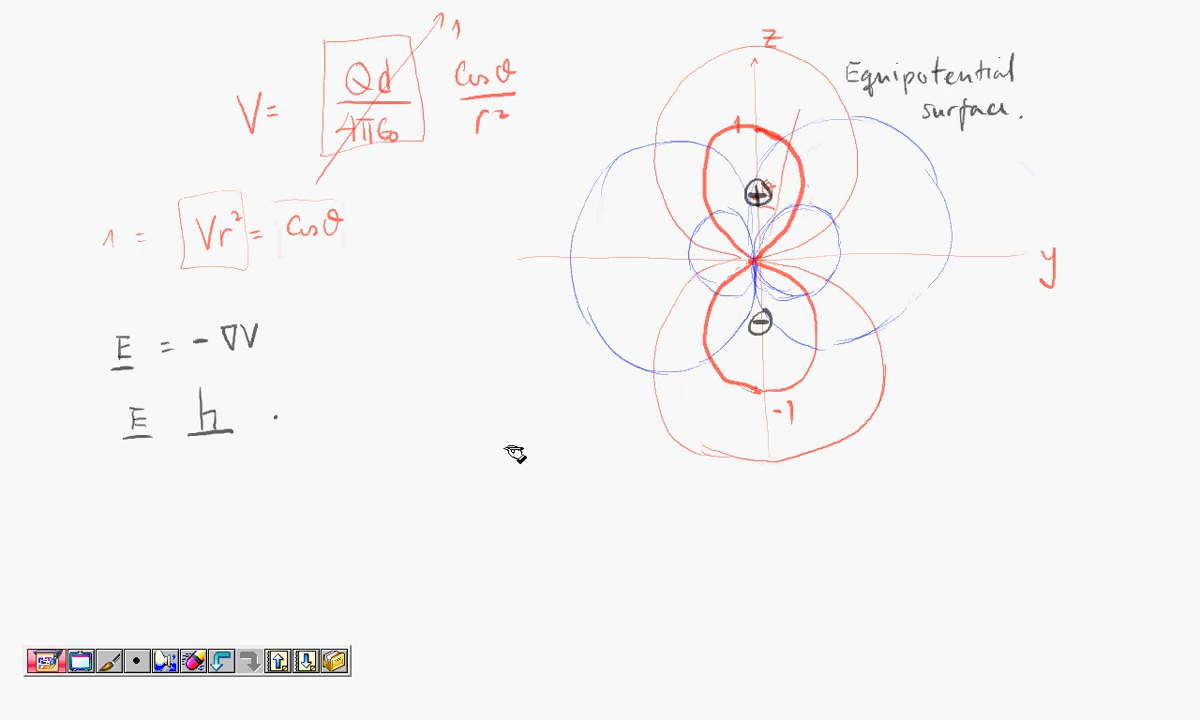 V = Qd / 4πϵ₀ cosθ / r²
1
1 = Vr² = cosθ
E = - ∇V
E h .
z
Equipotential
surface.
1
+
y
-
-1